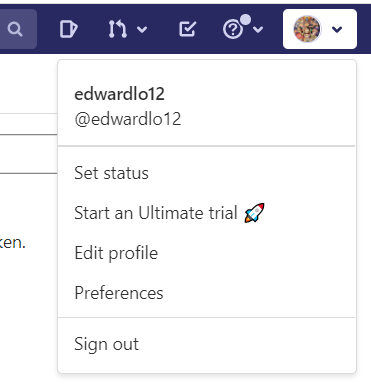 edwardlo12
@edwardlo12
Set status
Start an Ultimate trial 🚀
ken.
Edit profile
Preferences
Sign out